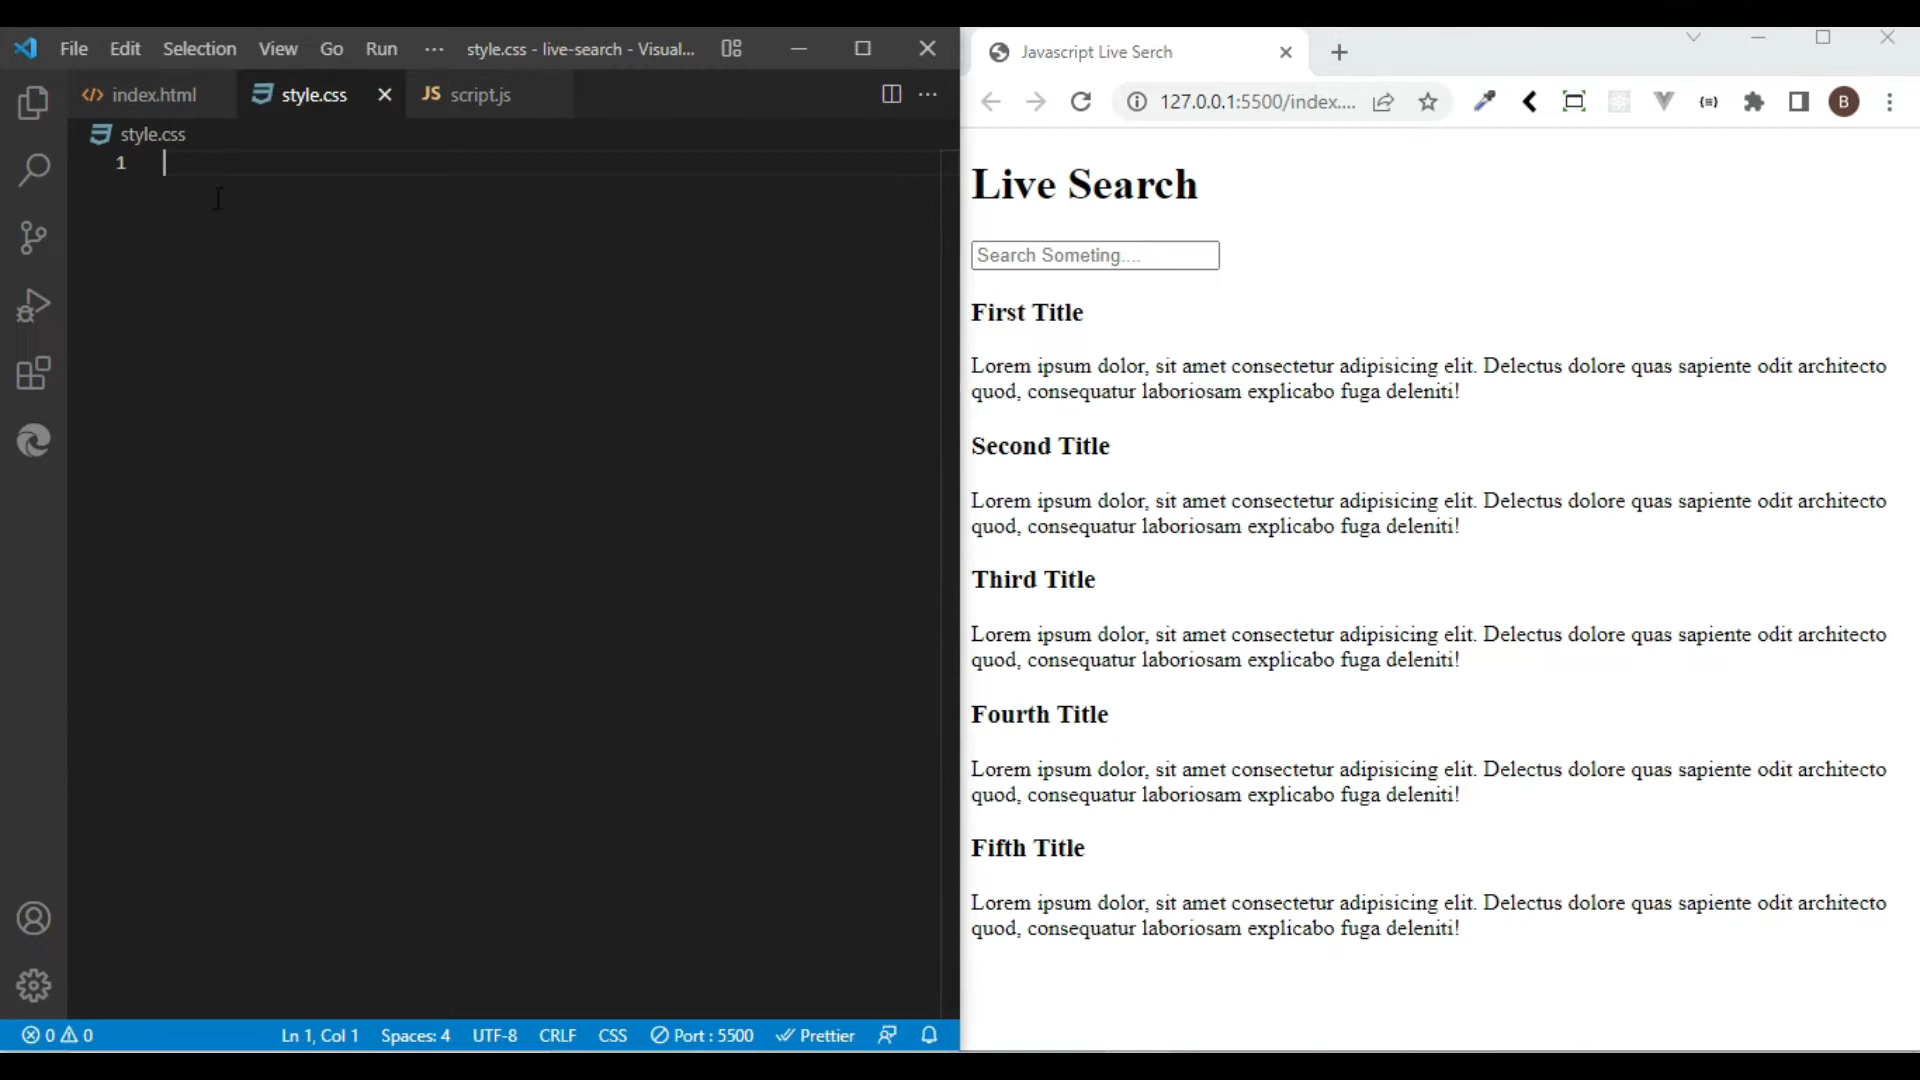 File Edit Selection View Go Run ··· style.css - live-search - Visual...
index.html style.css JS script.js ···
style.css
1
0 0 Ln 1, Col 1 Spaces: 4 UTF-8 CRLF CSS Port : 5500 Prettier
Javascript Live Serch
127.0.0.1:5500/index.... B
Live Search
Search Someting....
First Title
Lorem ipsum dolor, sit amet consectetur adipisicing elit. Delectus dolore quas sapiente odit architecto
quod, consequatur laboriosam explicabo fuga deleniti!
Second Title
Lorem ipsum dolor, sit amet consectetur adipisicing elit. Delectus dolore quas sapiente odit architecto
quod, consequatur laboriosam explicabo fuga deleniti!
Third Title
Lorem ipsum dolor, sit amet consectetur adipisicing elit. Delectus dolore quas sapiente odit architecto
quod, consequatur laboriosam explicabo fuga deleniti!
Fourth Title
Lorem ipsum dolor, sit amet consectetur adipisicing elit. Delectus dolore quas sapiente odit architecto
quod, consequatur laboriosam explicabo fuga deleniti!
Fifth Title
Lorem ipsum dolor, sit amet consectetur adipisicing elit. Delectus dolore quas sapiente odit architecto
quod, consequatur laboriosam explicabo fuga deleniti!